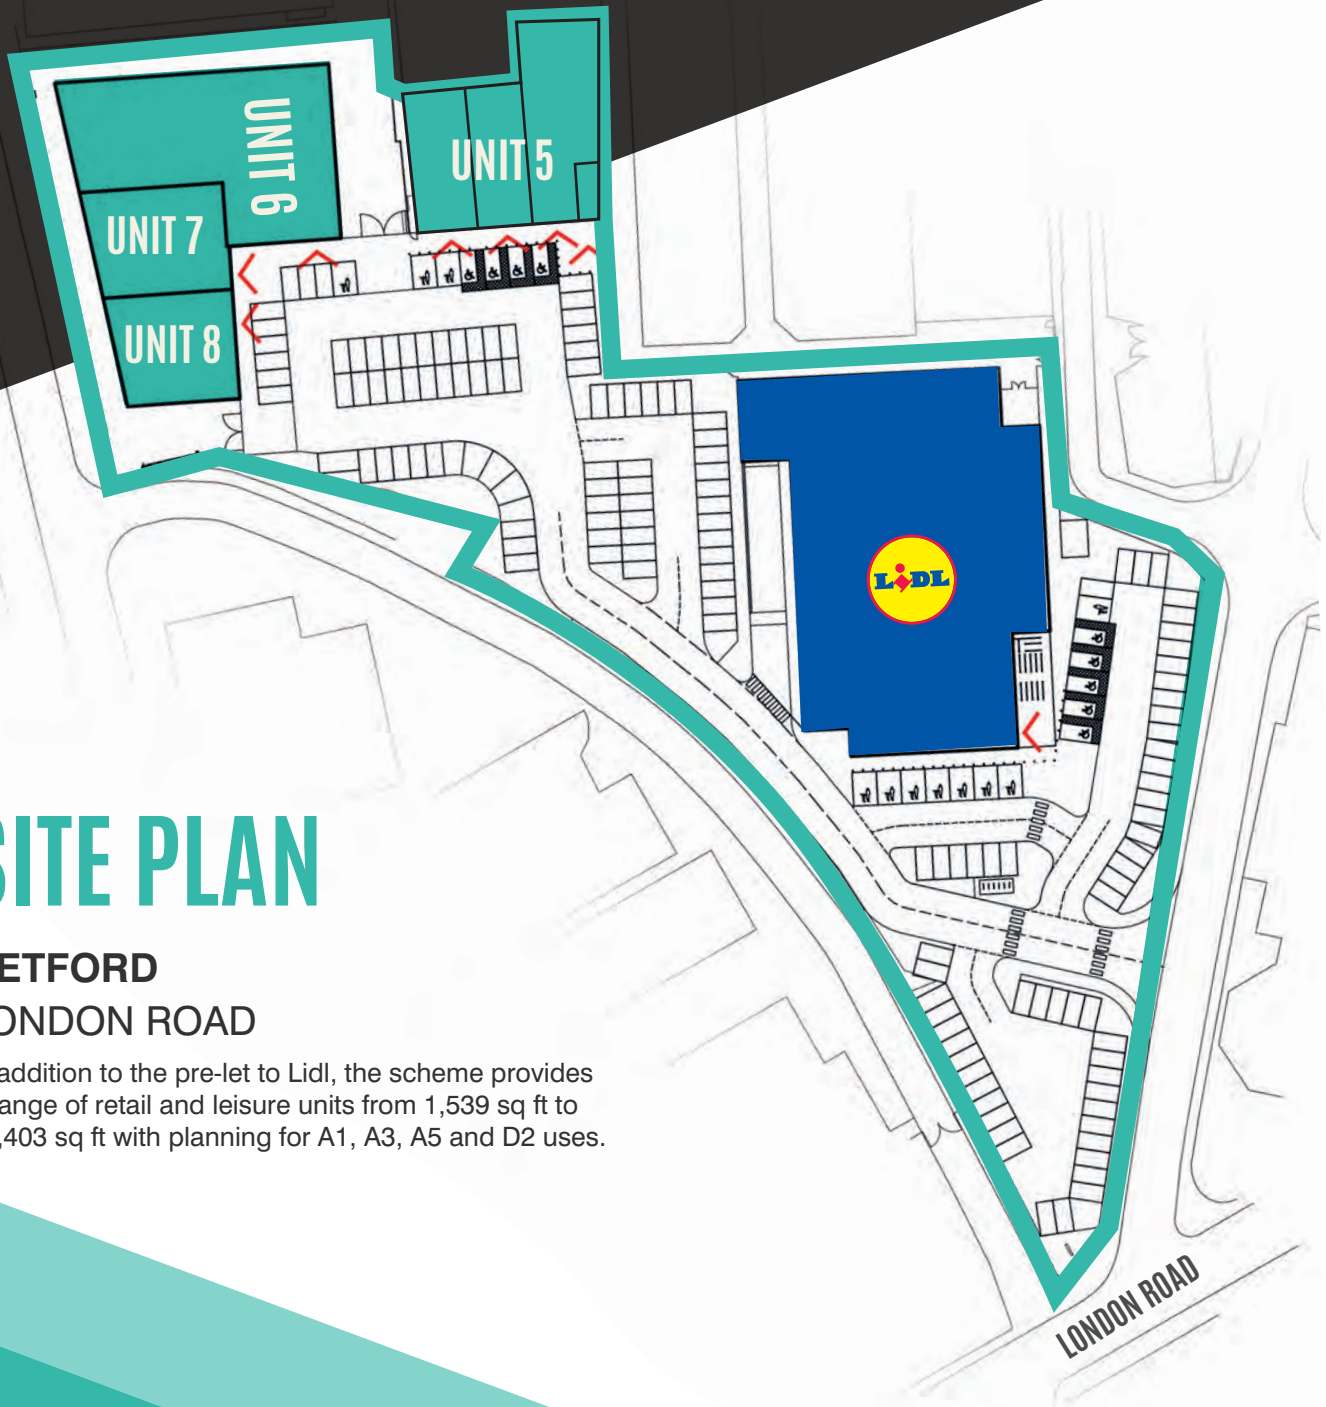 UNIT 6
UNIT 5
UNIT 7
UNIT 8
LIDL
SITE PLAN
ETFORD
ONDON ROAD
addition to the pre-let to Lidl, the scheme provides
ange of retail and leisure units from 1,539 sq ft to
,403 sq ft with planning for A1, A3, A5 and D2 uses.
LONDON ROAD